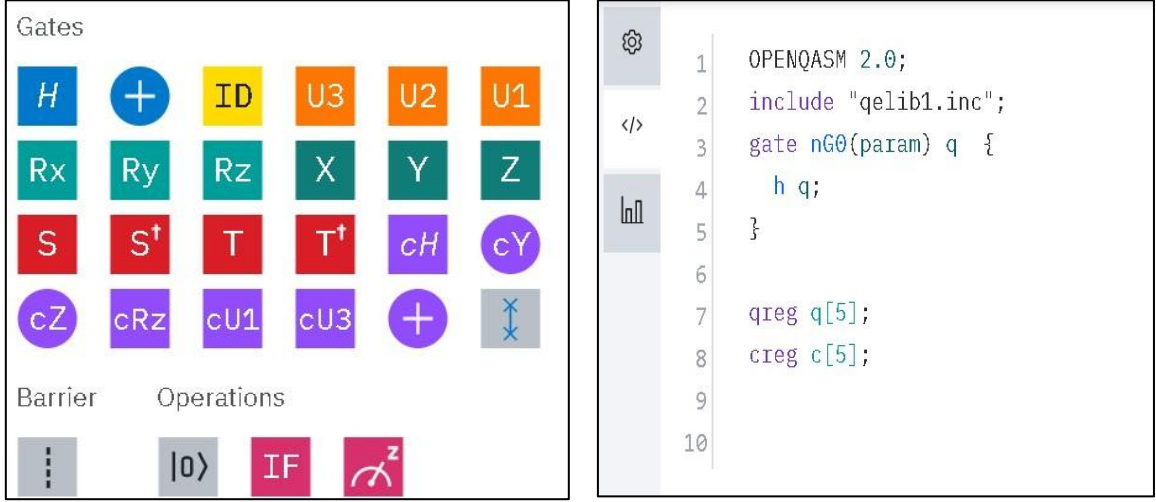 Gates
H + ID U3 U2 U1
Rx Ry Rz X Y Z
S S† T T† cH cY
cZ cRz cU1 cU3 +
Barrier Operations
|0⟩ IF z
</> 
1 OPENQASM 2.0;
2 include "qelib1.inc";
3 gate nG0(param) q {
4 h q;
5 }
6
7 qreg q[5];
8 creg c[5];
9
10